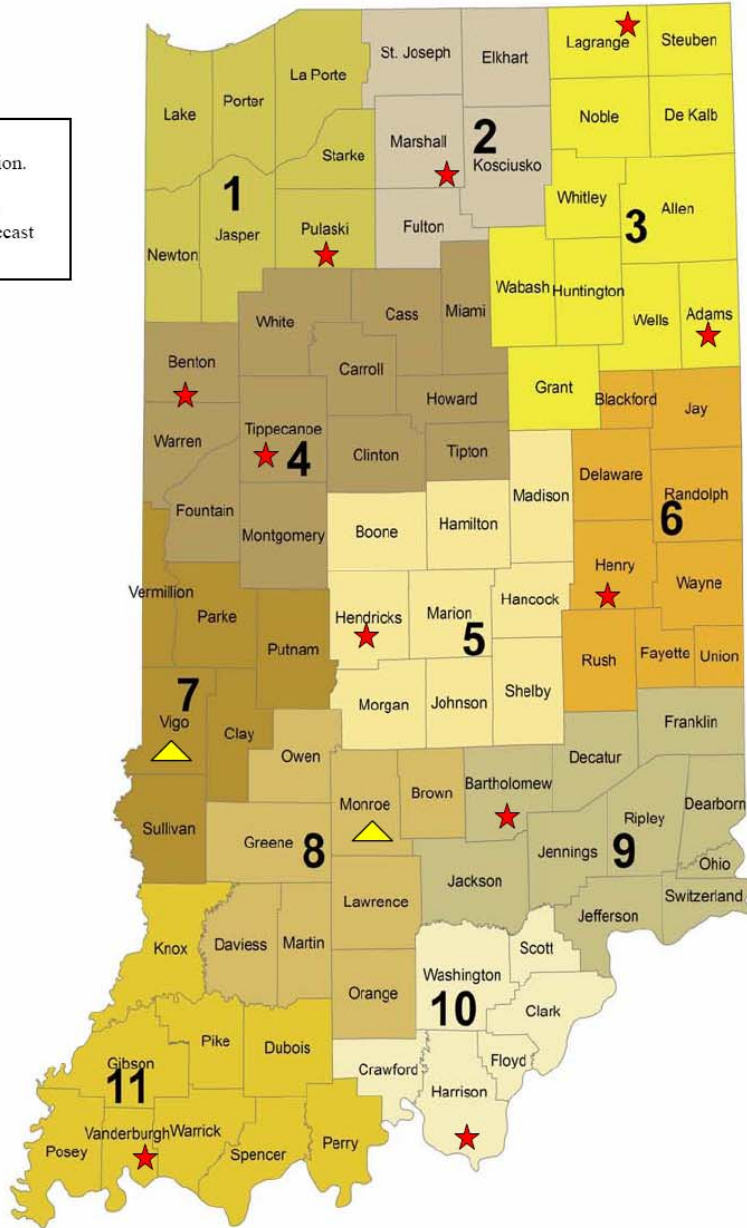 ion.
ecast
St. Joseph
Elkhart
Lagrange
Steuben
La Porte
Porter
Lake
Noble
De Kalb
Marshall
2
Kosciusko
Starke
1
Jasper
Pulaski
Fulton
Whitley
Allen
3
Newton
Wabash
Huntington
White
Cass
Miami
Wells
Adams
Benton
Carroll
Grant
Howard
Blackford
Jay
Warren
Tippecanoe
4
Clinton
Tipton
Delaware
Madison
Randolph
Fountain
Montgomery
Boone
Hamilton
6
Henry
Wayne
Vermillion
Parke
Hendricks
Marion
Hancock
5
Putnam
Rush
Fayette
Union
7
Vigo
Clay
Morgan
Johnson
Shelby
Franklin
Owen
Decatur
Monroe
Brown
Bartholomew
Dearborn
Ripley
Sullivan
Greene
8
Jennings
9
Ohio
Jackson
Lawrence
Switzerland
Jefferson
Knox
Daviess
Martin
Scott
Washington
Orange
10
Clark
Pike
Dubois
Gibson
11
Crawford
Floyd
Harrison
Posey
Vanderburgh
Warrick
Spencer
Perry